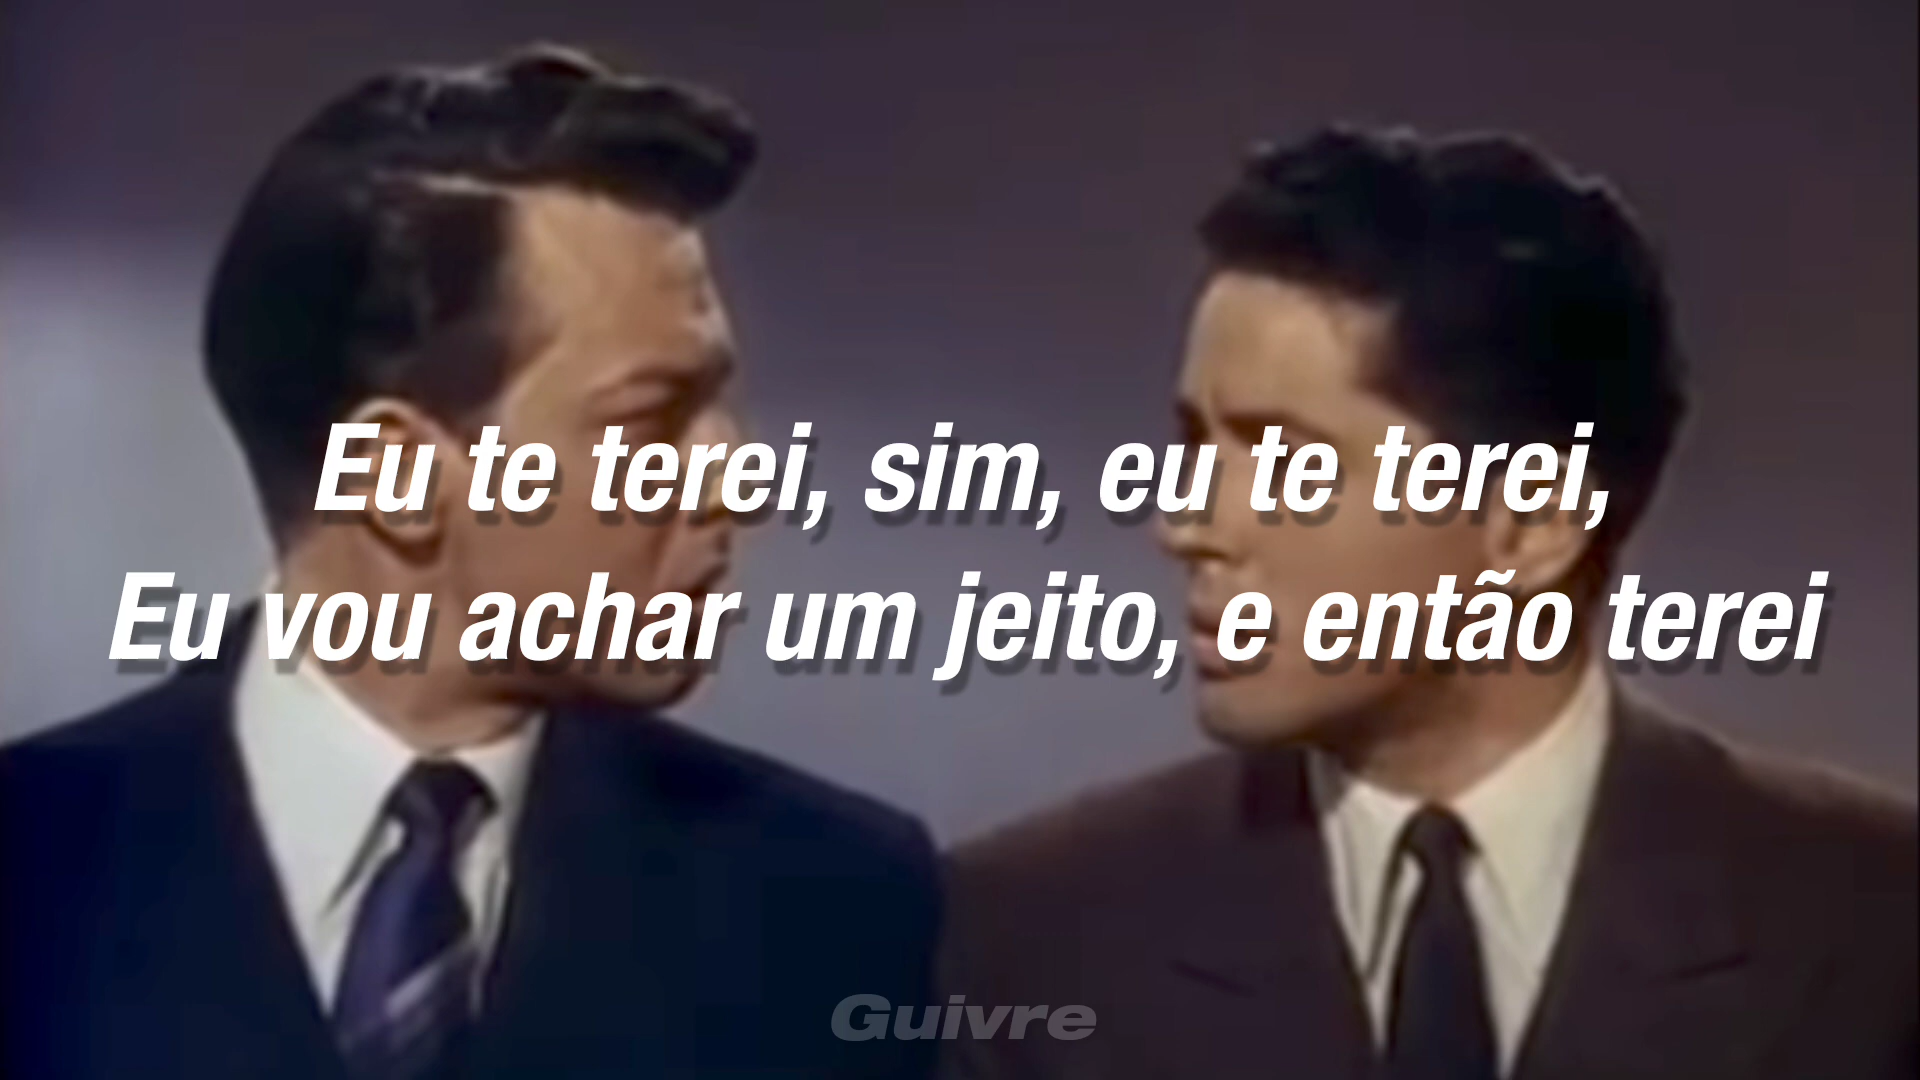 Eu te terei, sim, eu te terei,
Eu vou achar um jeito, e então terei
Guivre